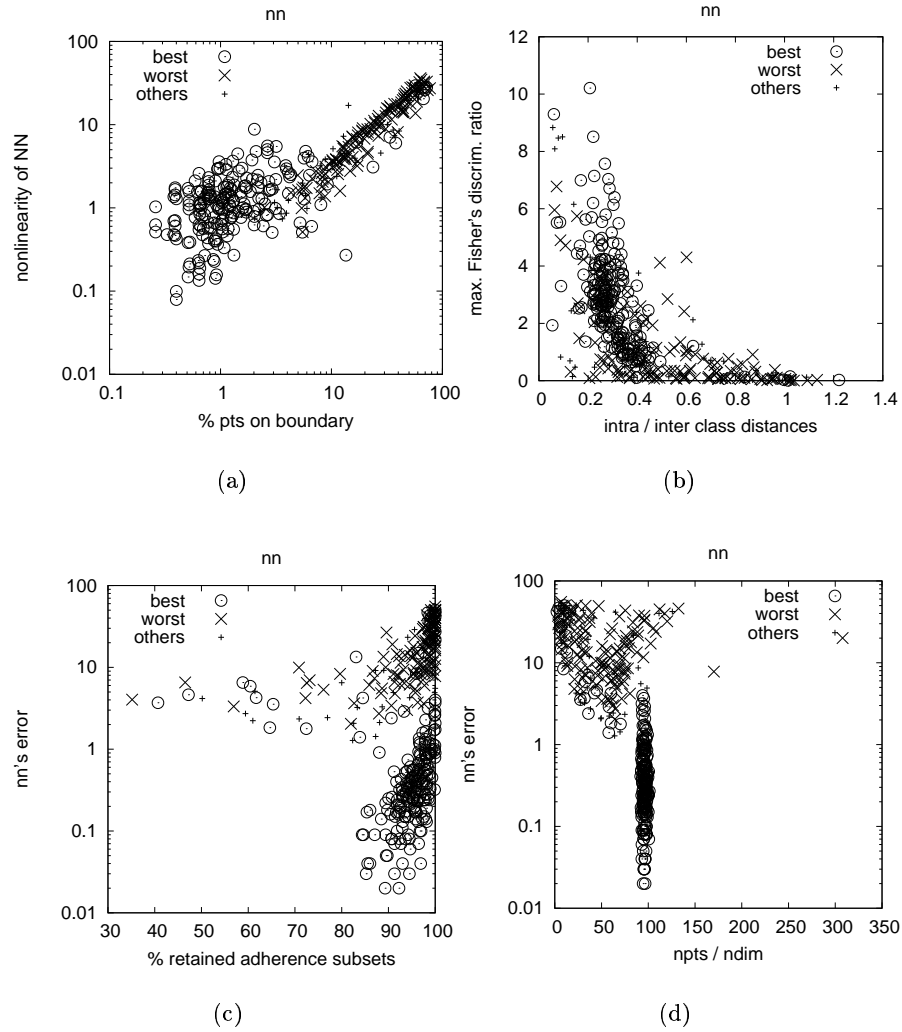 nn
best
worst
others
100
10
1
0.1
0.01
0.1
1
10
100
nonlinearity of NN
% pts on boundary
(a)
nn
best
worst
others
12
10
8
6
4
2
0
0
0.2
0.4
0.6
0.8
1
1.2
1.4
max. Fisher's discrim. ratio
intra / inter class distances
(b)
nn
best
worst
others
100
10
1
0.1
0.01
30
40
50
60
70
80
90
100
nn's error
% retained adherence subsets
(c)
nn
best
worst
others
100
10
1
0.1
0.01
0
50
100
150
200
250
300
350
nn's error
npts / ndim
(d)